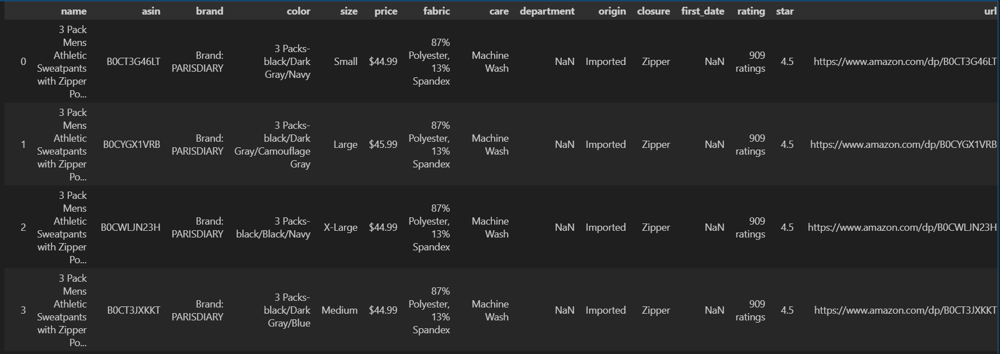 name asin brand color size price fabric care department origin closure first_date rating star url
0 3 Pack Mens Athletic Sweatpants with Zipper Po... B0CT3G46LT Brand: PARISDIARY 3 Packs-black/Dark Gray/Navy Small $44.99 87% Polyester, 13% Spandex Machine Wash NaN Imported Zipper NaN 909 ratings 4.5 https://www.amazon.com/dp/B0CT3G46LT
1 3 Pack Mens Athletic Sweatpants with Zipper Po... B0CYGX1VRB Brand: PARISDIARY 3 Packs-black/Dark Gray/Camouflage Gray Large $45.99 87% Polyester, 13% Spandex Machine Wash NaN Imported Zipper NaN 909 ratings 4.5 https://www.amazon.com/dp/B0CYGX1VRB
2 3 Pack Mens Athletic Sweatpants with Zipper Po... B0CWLJN23H Brand: PARISDIARY 3 Packs-black/Black/Navy X-Large $44.99 87% Polyester, 13% Spandex Machine Wash NaN Imported Zipper NaN 909 ratings 4.5 https://www.amazon.com/dp/B0CWLJN23H
3 3 Pack Mens Athletic Sweatpants with Zipper Po... B0CT3JXKKT Brand: PARISDIARY 3 Packs-black/Dark Gray/Blue Medium $44.99 87% Polyester, 13% Spandex Machine Wash NaN Imported Zipper NaN 909 ratings 4.5 https://www.amazon.com/dp/B0CT3JXKKT